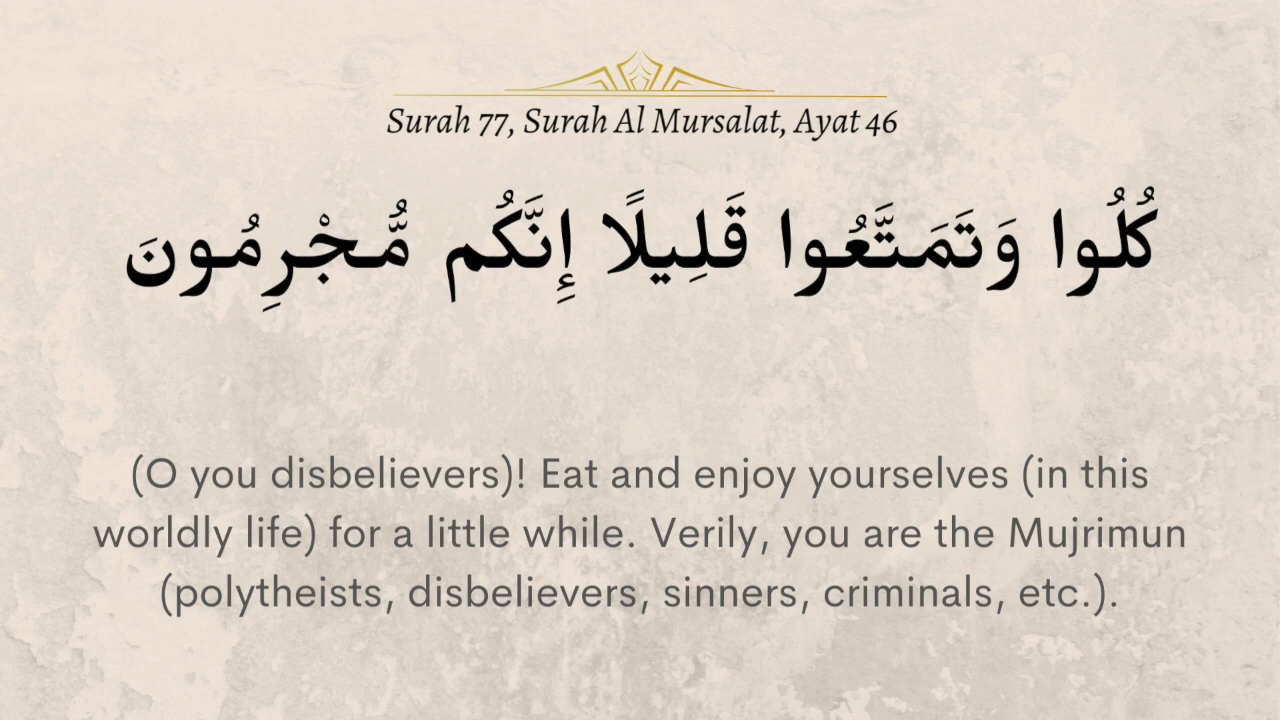 Surah 77, Surah Al Mursalat, Ayat 46
كُلُوا وَتَمَتَّعُوا قَلِيلًا إِنَّكُم مُّجْرِمُونَ
(O you disbelievers)! Eat and enjoy yourselves (in this
worldly life) for a little while. Verily, you are the Mujrimun
(polytheists, disbelievers, sinners, criminals, etc.).